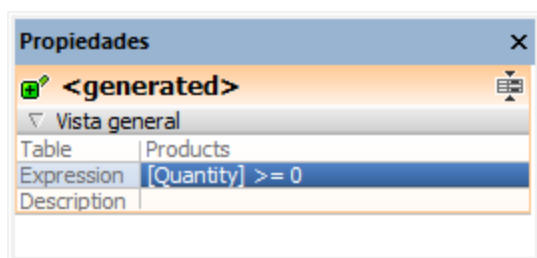 Propiedades
<generated>
Vista general
Table Products
Expression [Quantity] >= 0
Description